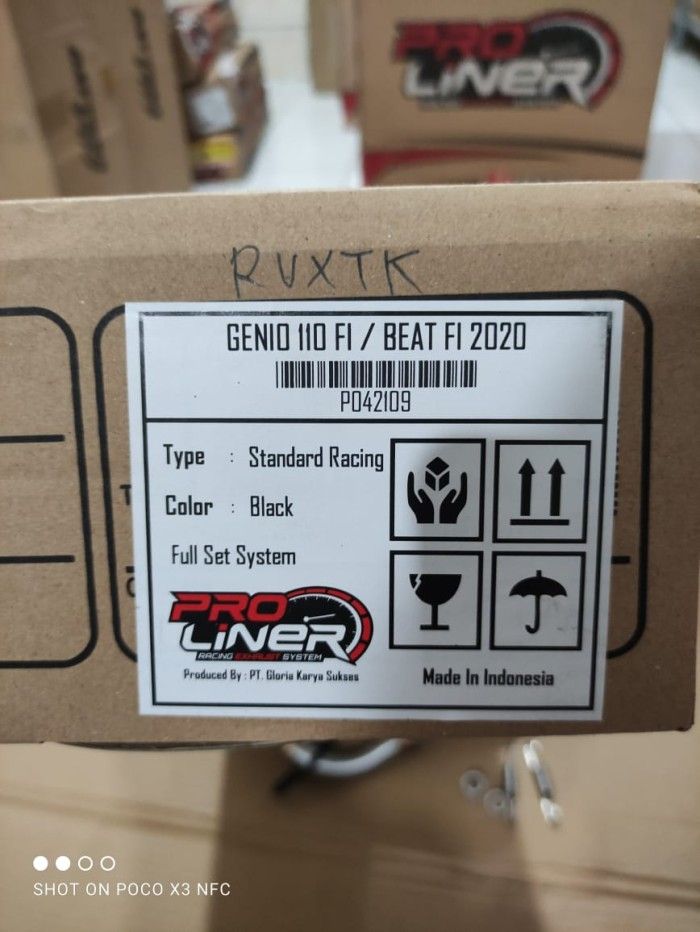 PRO
LiNER
RUXTK
GENIO 110 FI / BEAT FI 2020
P042109
Type : Standard Racing
Color : Black
Full Set System
PRO
LiNER
RACING EXHAUST SYSTEM
Produced By : PT. Gloria Karya Sukses
Made In Indonesia
SHOT ON POCO X3 NFC